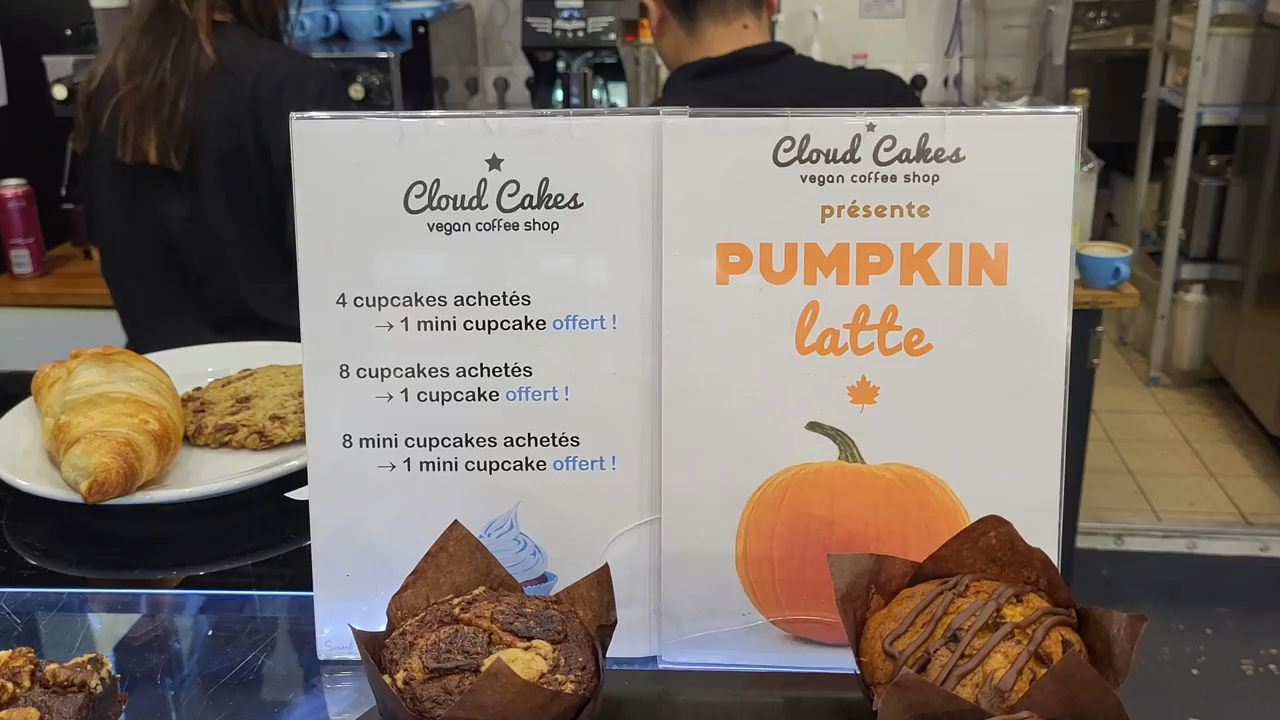 Cloud Cakes
vegan coffee shop
4 cupcakes achetés
→ 1 mini cupcake offert !
8 cupcakes achetés
→ 1 cupcake offert !
8 mini cupcakes achetés
→ 1 mini cupcake offert !
Cloud Cakes
vegan coffee shop
présente
PUMPKIN
latte